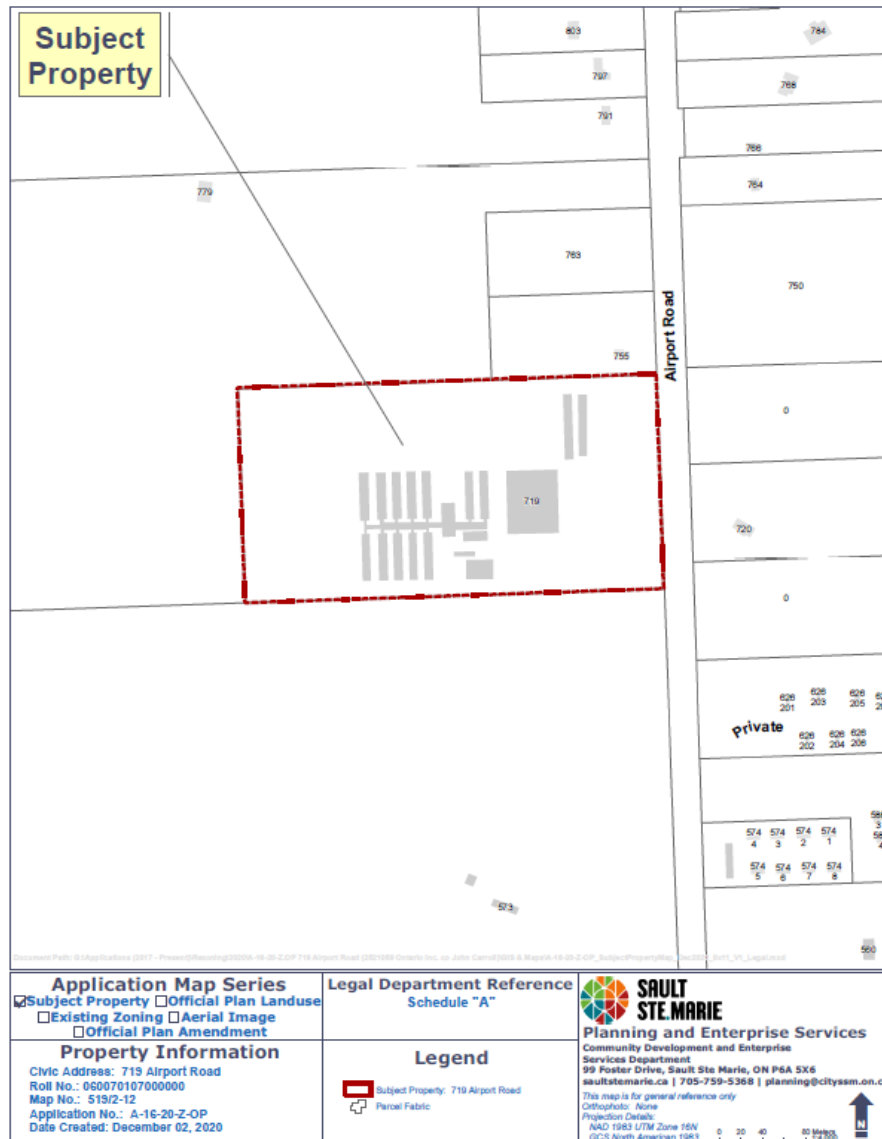 Subject
Property
803
784
797
768
791
766
779
764
763
750
Airport Road
755
0
719
720
0
626
201
626
203
626
205
Private
626
202
626
204
626
206
574
4
574
3
574
2
574
1
574
5
574
6
574
7
574
8
573
560
Application Map Series
Subject Property Official Plan Landuse
Existing Zoning Aerial Image
Official Plan Amendment
Property Information
Civic Address: 719 Airport Road
Roll No.: 060070107000000
Map No.: 519/2-12
Application No.: A-16-20-Z-OP
Date Created: December 02, 2020
Legal Department Reference
Schedule "A"
Legend
Subject Property: 719 Airport Road
Parcel Fabric
SAULT
STE.MARIE
Planning and Enterprise Services
Community Development and Enterprise
Services Department
99 Foster Drive, Sault Ste Marie, ON P6A 5X6
saultstemarie.ca | 705-759-5368 | planning@cityssm.on.c
This map is for general reference only
Orthophoto: None
Projection Details:
NAD 1983 UTM Zone 16N
GCS North American 1983
0 20 40 80 Meters
N